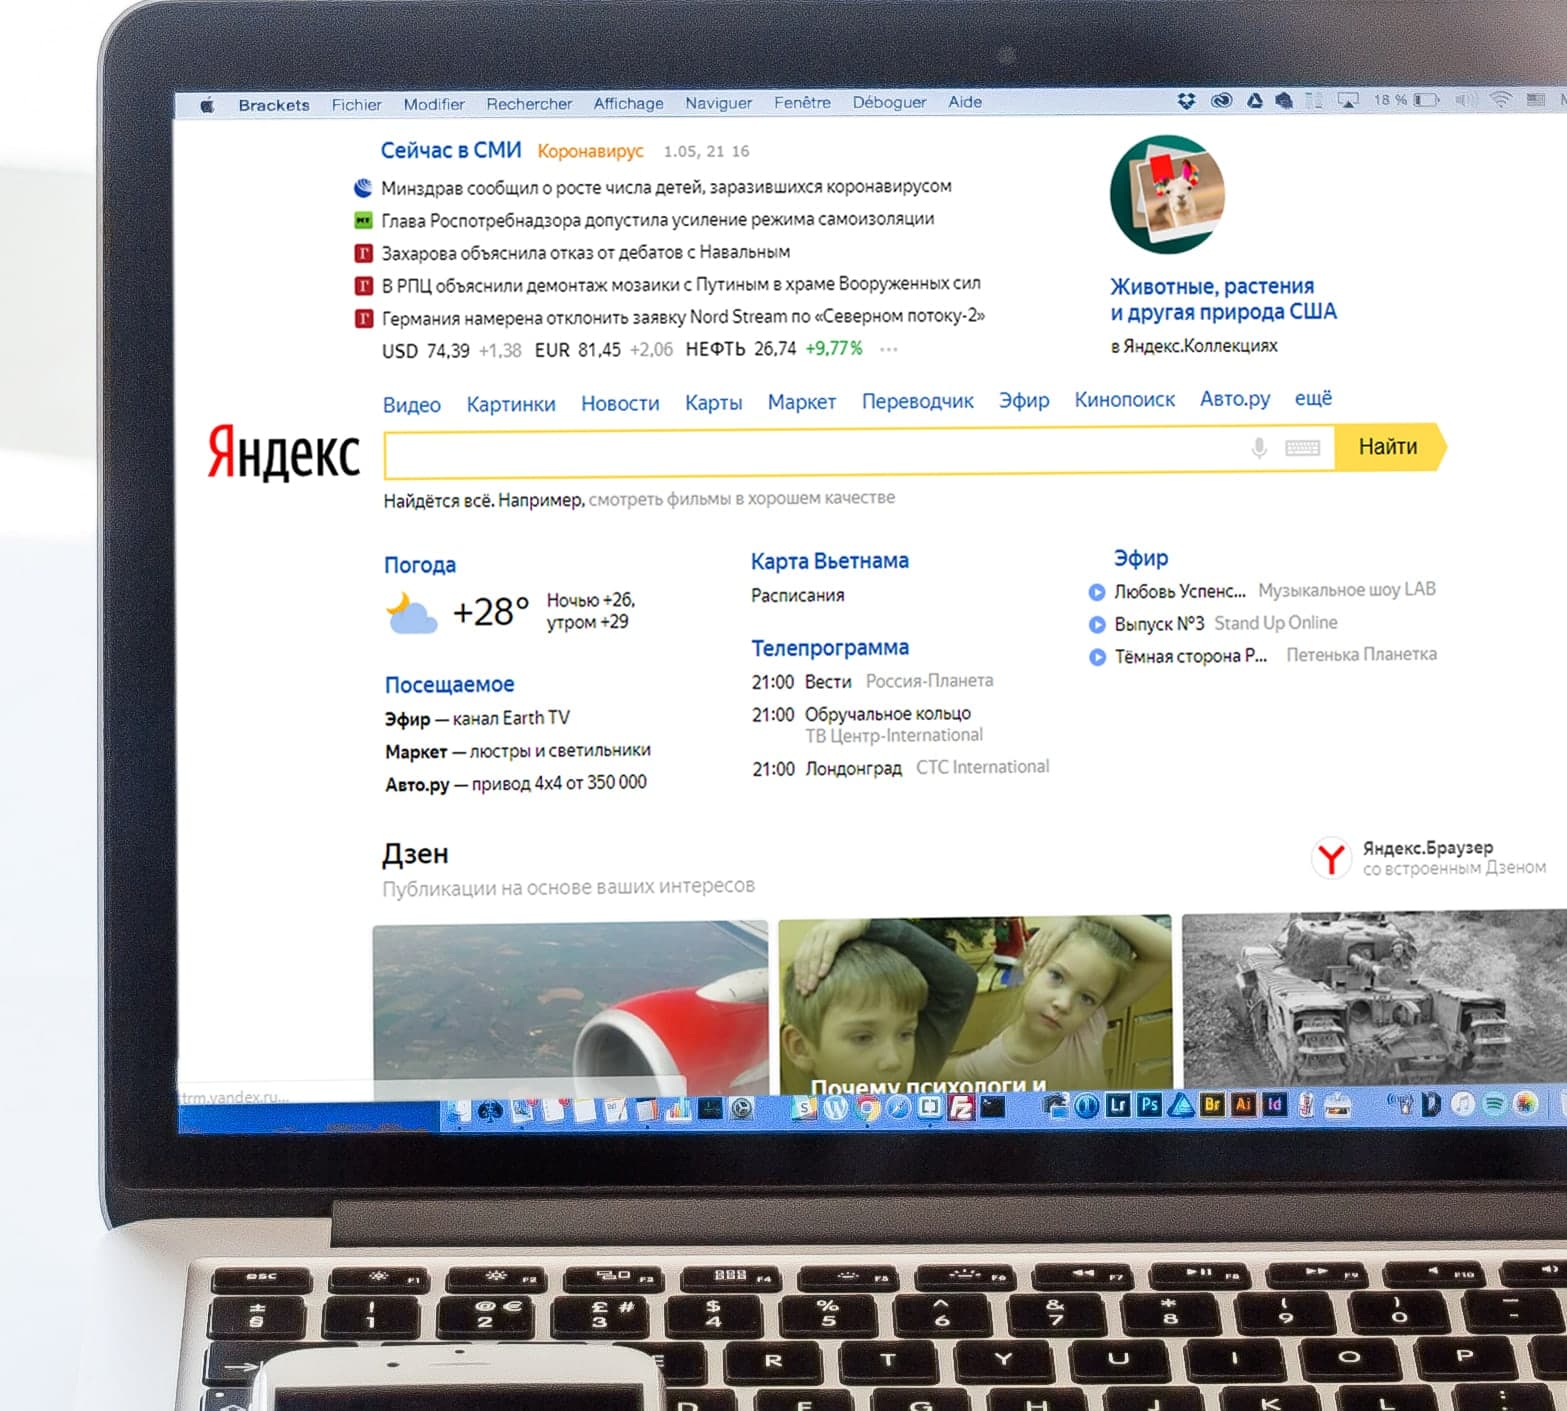 Brackets Fichier Modifier Rechercher Affichage Naviguer Fenêtre Déboguer Aide 18 %
Сейчас в СМИ Коронавирус 1.05, 21 16
Минздрав сообщил о росте числа детей, заразившихся коронавирусом
Глава Роспотребнадзора допустила усиление режима самоизоляции
Захарова объяснила отказ от дебатов с Навальным
В РПЦ объяснили демонтаж мозаики с Путиным в храме Вооруженных сил
Германия намерена отклонить заявку Nord Stream по «Северном потоку-2»
USD 74,39 +1,38 EUR 81,45 +2,06 НЕФТЬ 26,74 +9,77% ...
Животные, растения
и другая природа США
в Яндекс.Коллекциях
Видео Картинки Новости Карты Маркет Переводчик Эфир Кинопоиск Авто.ру ещё
Яндекс Найти
Найдётся всё. Например, смотреть фильмы в хорошем качестве
Погода
+28°
Ночью +26,
утром +29
Посещаемое
Эфир — канал Earth TV
Маркет — люстры и светильники
Авто.ру — привод 4х4 от 350 000
Карта Вьетнама
Расписания
Телепрограмма
21:00 Вести Россия-Планета
21:00 Обручальное кольцо
ТВ Центр-International
21:00 Лондонград СТС International
Эфир
Любовь Успенс... Музыкальное шоу LAB
Выпуск №3 Stand Up Online
Тёмная сторона Р... Петенька Планетка
Дзен
Публикации на основе ваших интересов
Яндекс.Браузер
со встроенным Дзеном
Почему психологи и
trm.yandex.ru...
Lr Ps Br Ai Id
esc F1 F2 F3 F4 F5 F6 F7 F8 F9 F10
± § ! 1 @ € 2 £ # 3 $ 4 % 5 ^ 6 & 7 * 8 ( 9 ) 0
E R T Y U I O P
D F G H J K L